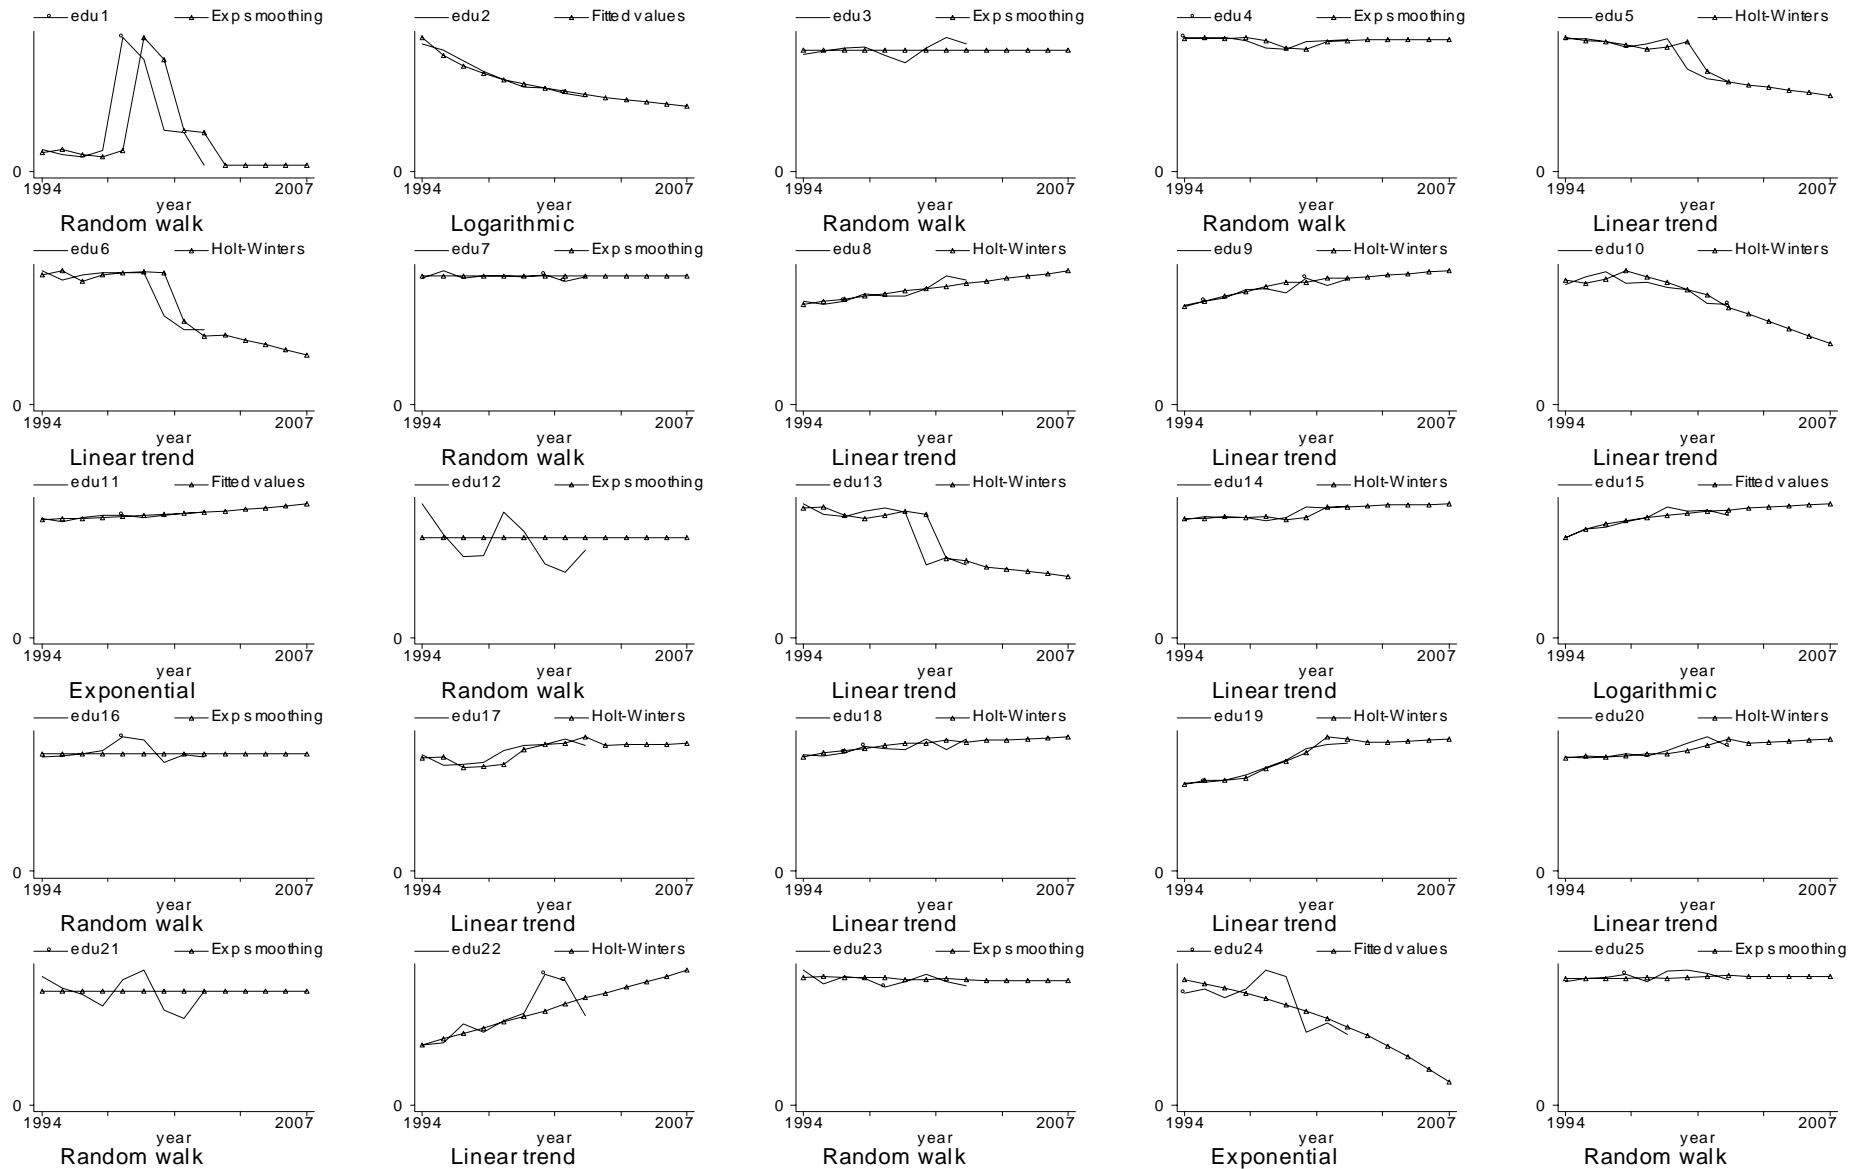 edu1 Exp smoothing edu2 Fitted values edu3 Exp smoothing edu4 Exp smoothing edu5 Holt-Winters
0 0 0 0 0
1994 2007 1994 2007 1994 2007 1994 2007 1994 2007
year year year year year
Random walk Logarithmic Random walk Random walk Linear trend
edu6 Holt-Winters edu7 Exp smoothing edu8 Holt-Winters edu9 Holt-Winters edu10 Holt-Winters
0 0 0 0 0
1994 2007 1994 2007 1994 2007 1994 2007 1994 2007
year year year year year
Linear trend Random walk Linear trend Linear trend Linear trend
edu11 Fitted values edu12 Exp smoothing edu13 Holt-Winters edu14 Holt-Winters edu15 Fitted values
0 0 0 0 0
1994 2007 1994 2007 1994 2007 1994 2007 1994 2007
year year year year year
Exponential Random walk Linear trend Linear trend Logarithmic
edu16 Exp smoothing edu17 Holt-Winters edu18 Holt-Winters edu19 Holt-Winters edu20 Holt-Winters
0 0 0 0 0
1994 2007 1994 2007 1994 2007 1994 2007 1994 2007
year year year year year
Random walk Linear trend Linear trend Linear trend Linear trend
edu21 Exp smoothing edu22 Holt-Winters edu23 Exp smoothing edu24 Fitted values edu25 Exp smoothing
0 0 0 0 0
1994 2007 1994 2007 1994 2007 1994 2007 1994 2007
year year year year year
Random walk Linear trend Random walk Exponential Random walk